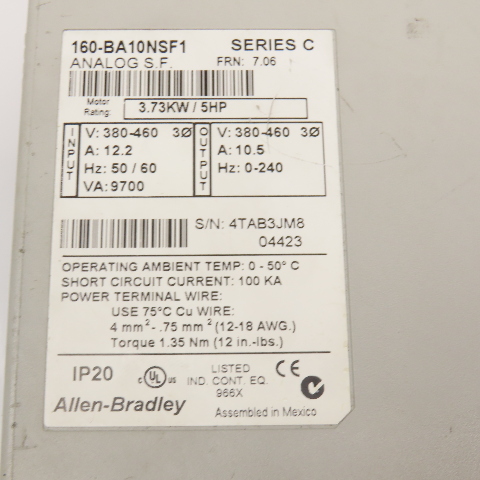 160-BA10NSF1 SERIES C
ANALOG S.F. FRN: 7.06
Motor Rating: 3.73KW / 5HP
INPUT V: 380-460 3Ø OUTPUT V: 380-460 3Ø
A: 12.2 A: 10.5
Hz: 50 / 60 Hz: 0-240
VA: 9700
S/N: 4TAB3JM8
04423
OPERATING AMBIENT TEMP: 0 - 50° C
SHORT CIRCUIT CURRENT: 100 KA
POWER TERMINAL WIRE:
USE 75°C Cu WIRE:
4 mm² - .75 mm² (12-18 AWG.)
Torque 1.35 Nm (12 in.-lbs.)
IP20 c UL us LISTED CE
IND. CONT. EQ.
966X
Allen-Bradley Assembled in Mexico